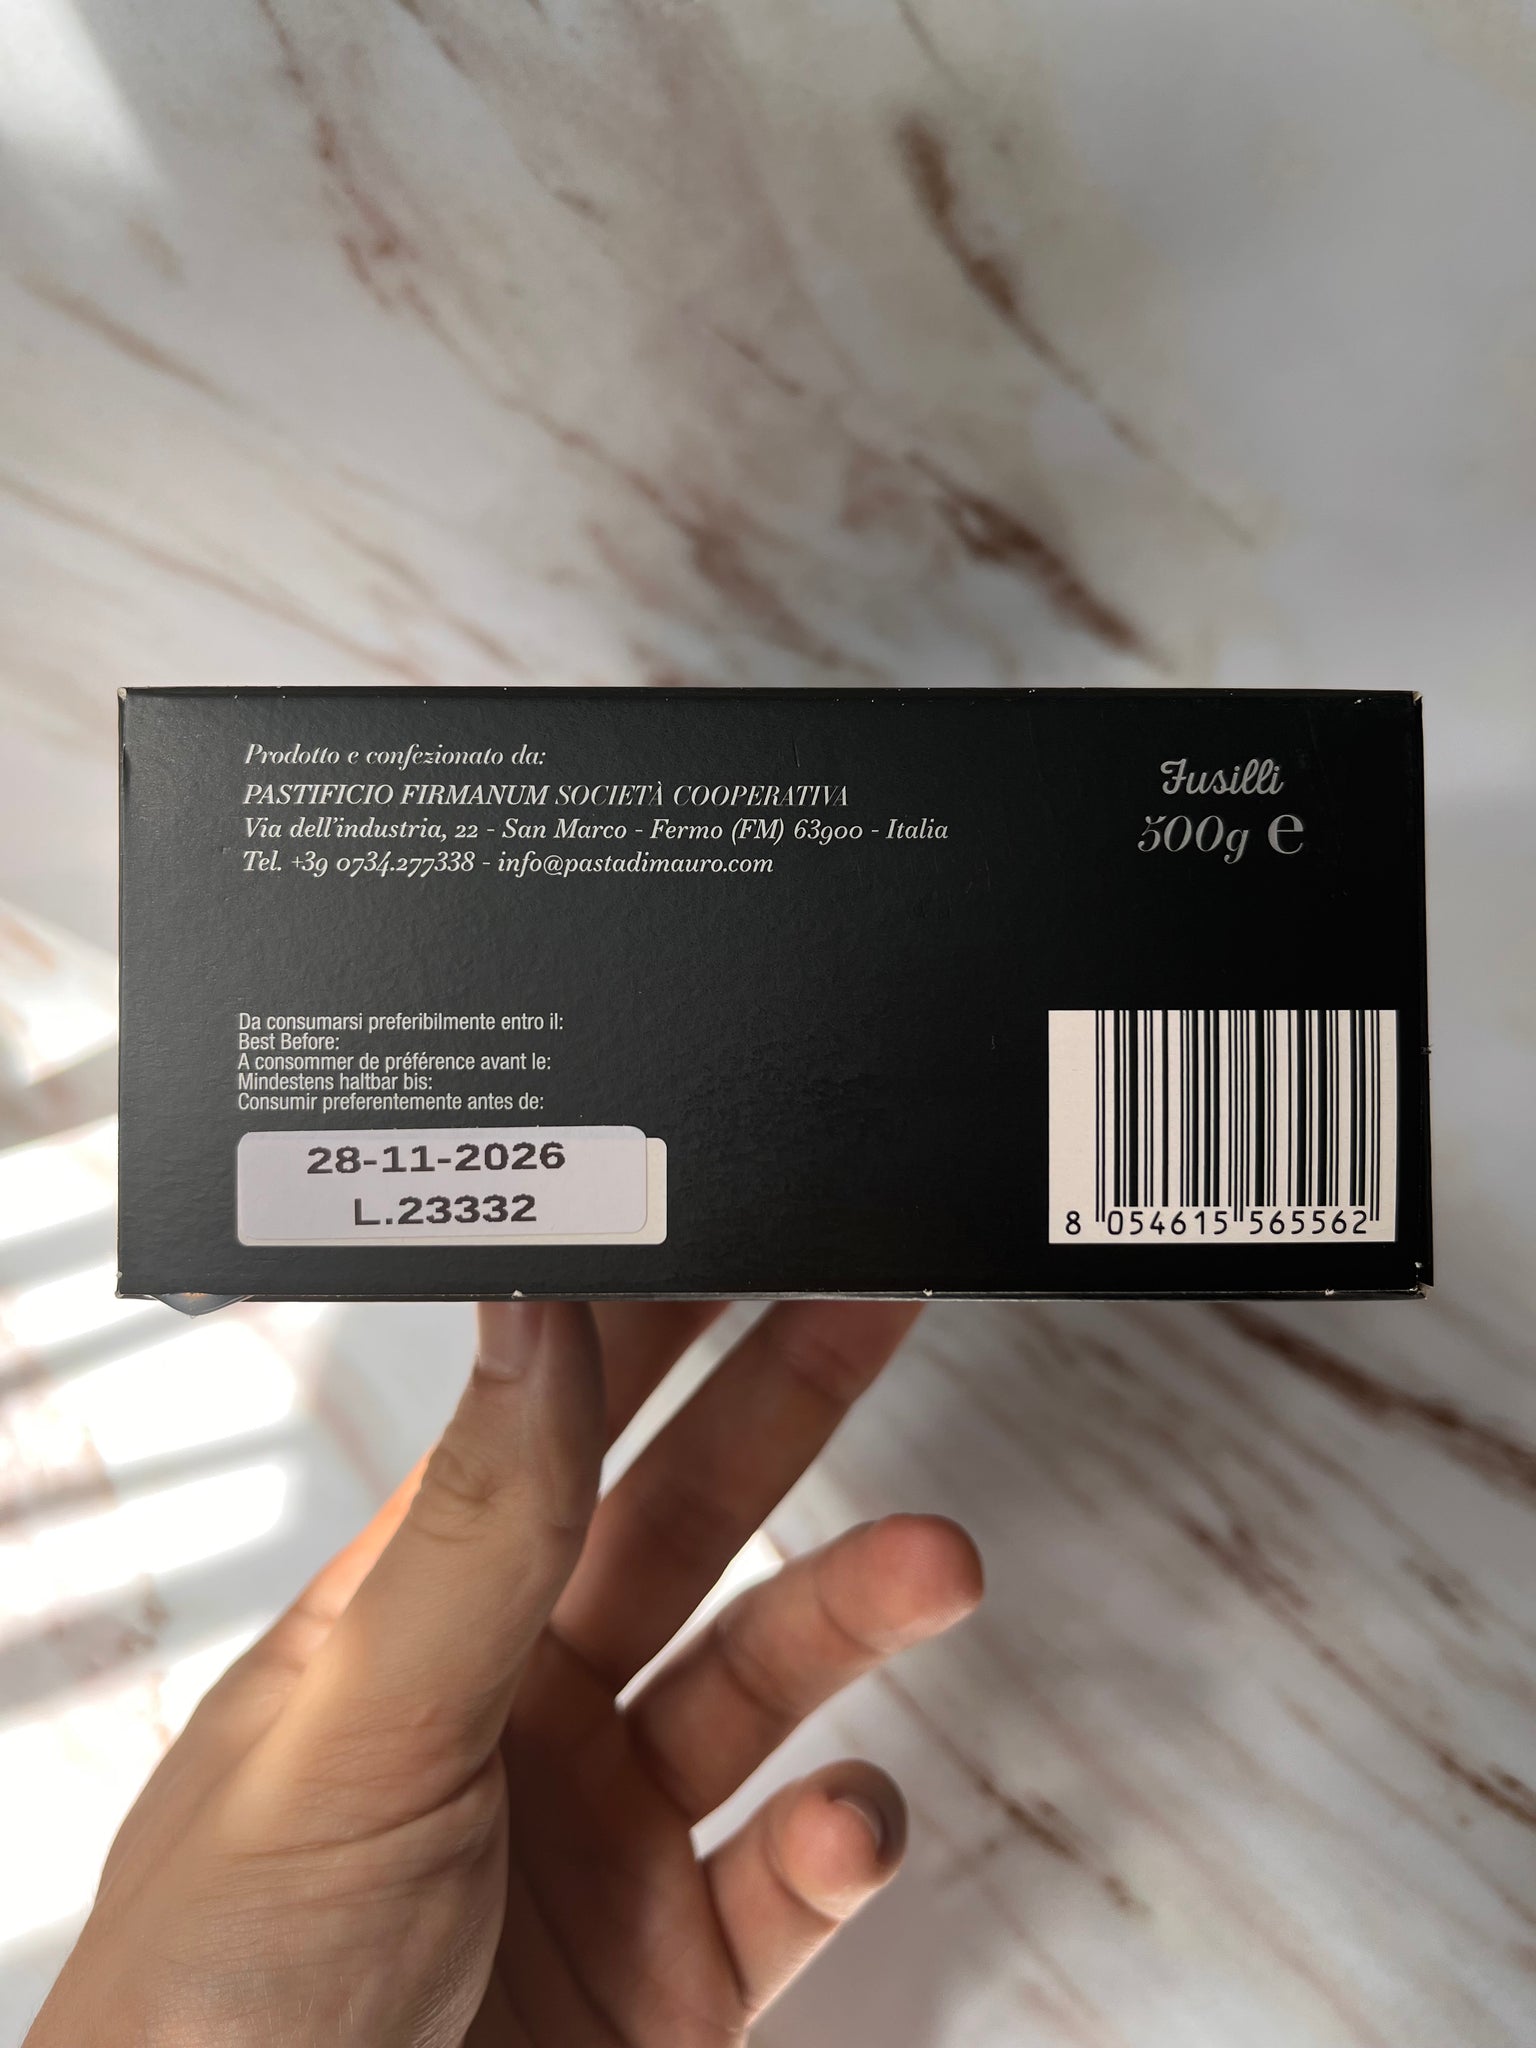 Prodotto e confezionato da:
PASTIFICIO FIRMANUM SOCIETÀ COOPERATIVA
Via dell'industria, 22 - San Marco - Fermo (FM) 63900 - Italia
Tel. +39 0734.277338 - info@pastadimauro.com
Fusilli
500g e
Da consumarsi preferibilmente entro il:
Best Before:
A consommer de préférence avant le:
Mindestens haltbar bis:
Consumir preferentemente antes de:
28-11-2026
L.23332
8 054615 565562